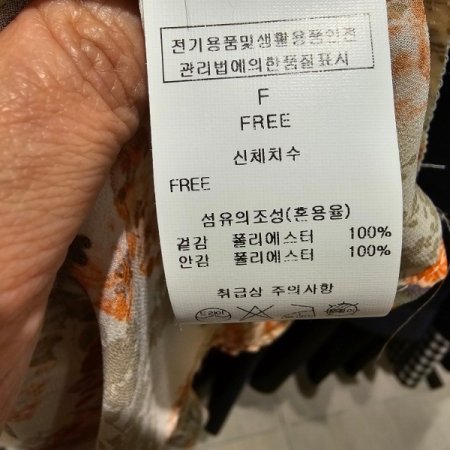 전기용품및생활용품안전
관리법에의한품질표시
F
FREE
신체치수
FREE
섬유의조성(혼용율)
겉감 폴리에스터 100%
안감 폴리에스터 100%
취급상 주의사항
드라이